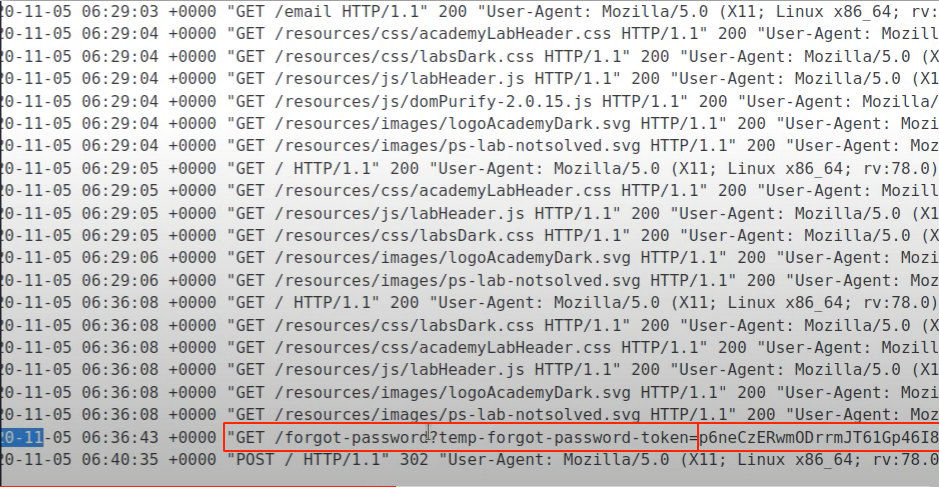 20-11-05 06:29:03 +0000 "GET /email HTTP/1.1" 200 "User-Agent: Mozilla/5.0 (X11; Linux x86_64; rv:
20-11-05 06:29:04 +0000 "GET /resources/css/academyLabHeader.css HTTP/1.1" 200 "User-Agent: Mozill
20-11-05 06:29:04 +0000 "GET /resources/css/labsDark.css HTTP/1.1" 200 "User-Agent: Mozilla/5.0 (X
20-11-05 06:29:04 +0000 "GET /resources/js/labHeader.js HTTP/1.1" 200 "User-Agent: Mozilla/5.0 (X1
20-11-05 06:29:04 +0000 "GET /resources/js/domPurify-2.0.15.js HTTP/1.1" 200 "User-Agent: Mozilla/
20-11-05 06:29:04 +0000 "GET /resources/images/logoAcademyDark.svg HTTP/1.1" 200 "User-Agent: Mozi
20-11-05 06:29:04 +0000 "GET /resources/images/ps-lab-notsolved.svg HTTP/1.1" 200 "User-Agent: Moz
20-11-05 06:29:05 +0000 "GET / HTTP/1.1" 200 "User-Agent: Mozilla/5.0 (X11; Linux x86_64; rv:78.0)
20-11-05 06:29:05 +0000 "GET /resources/css/academyLabHeader.css HTTP/1.1" 200 "User-Agent: Mozill
20-11-05 06:29:05 +0000 "GET /resources/js/labHeader.js HTTP/1.1" 200 "User-Agent: Mozilla/5.0 (X1
20-11-05 06:29:05 +0000 "GET /resources/css/labsDark.css HTTP/1.1" 200 "User-Agent: Mozilla/5.0 (X
20-11-05 06:29:06 +0000 "GET /resources/images/logoAcademyDark.svg HTTP/1.1" 200 "User-Agent: Mozi
20-11-05 06:29:06 +0000 "GET /resources/images/ps-lab-notsolved.svg HTTP/1.1" 200 "User-Agent: Moz
20-11-05 06:36:08 +0000 "GET / HTTP/1.1" 200 "User-Agent: Mozilla/5.0 (X11; Linux x86_64; rv:78.0)
20-11-05 06:36:08 +0000 "GET /resources/css/labsDark.css HTTP/1.1" 200 "User-Agent: Mozilla/5.0 (X
20-11-05 06:36:08 +0000 "GET /resources/css/academyLabHeader.css HTTP/1.1" 200 "User-Agent: Mozill
20-11-05 06:36:08 +0000 "GET /resources/js/labHeader.js HTTP/1.1" 200 "User-Agent: Mozilla/5.0 (X1
20-11-05 06:36:08 +0000 "GET /resources/images/logoAcademyDark.svg HTTP/1.1" 200 "User-Agent: Mozi
20-11-05 06:36:08 +0000 "GET /resources/images/ps-lab-notsolved.svg HTTP/1.1" 200 "User-Agent: Moz
20-11-05 06:36:43 +0000 "GET /forgot-password?temp-forgot-password-token=p6neCzERwmODrrmJT61Gp46I8
20-11-05 06:40:35 +0000 "POST / HTTP/1.1" 302 "User-Agent: Mozilla/5.0 (X11; Linux x86_64; rv:78.0